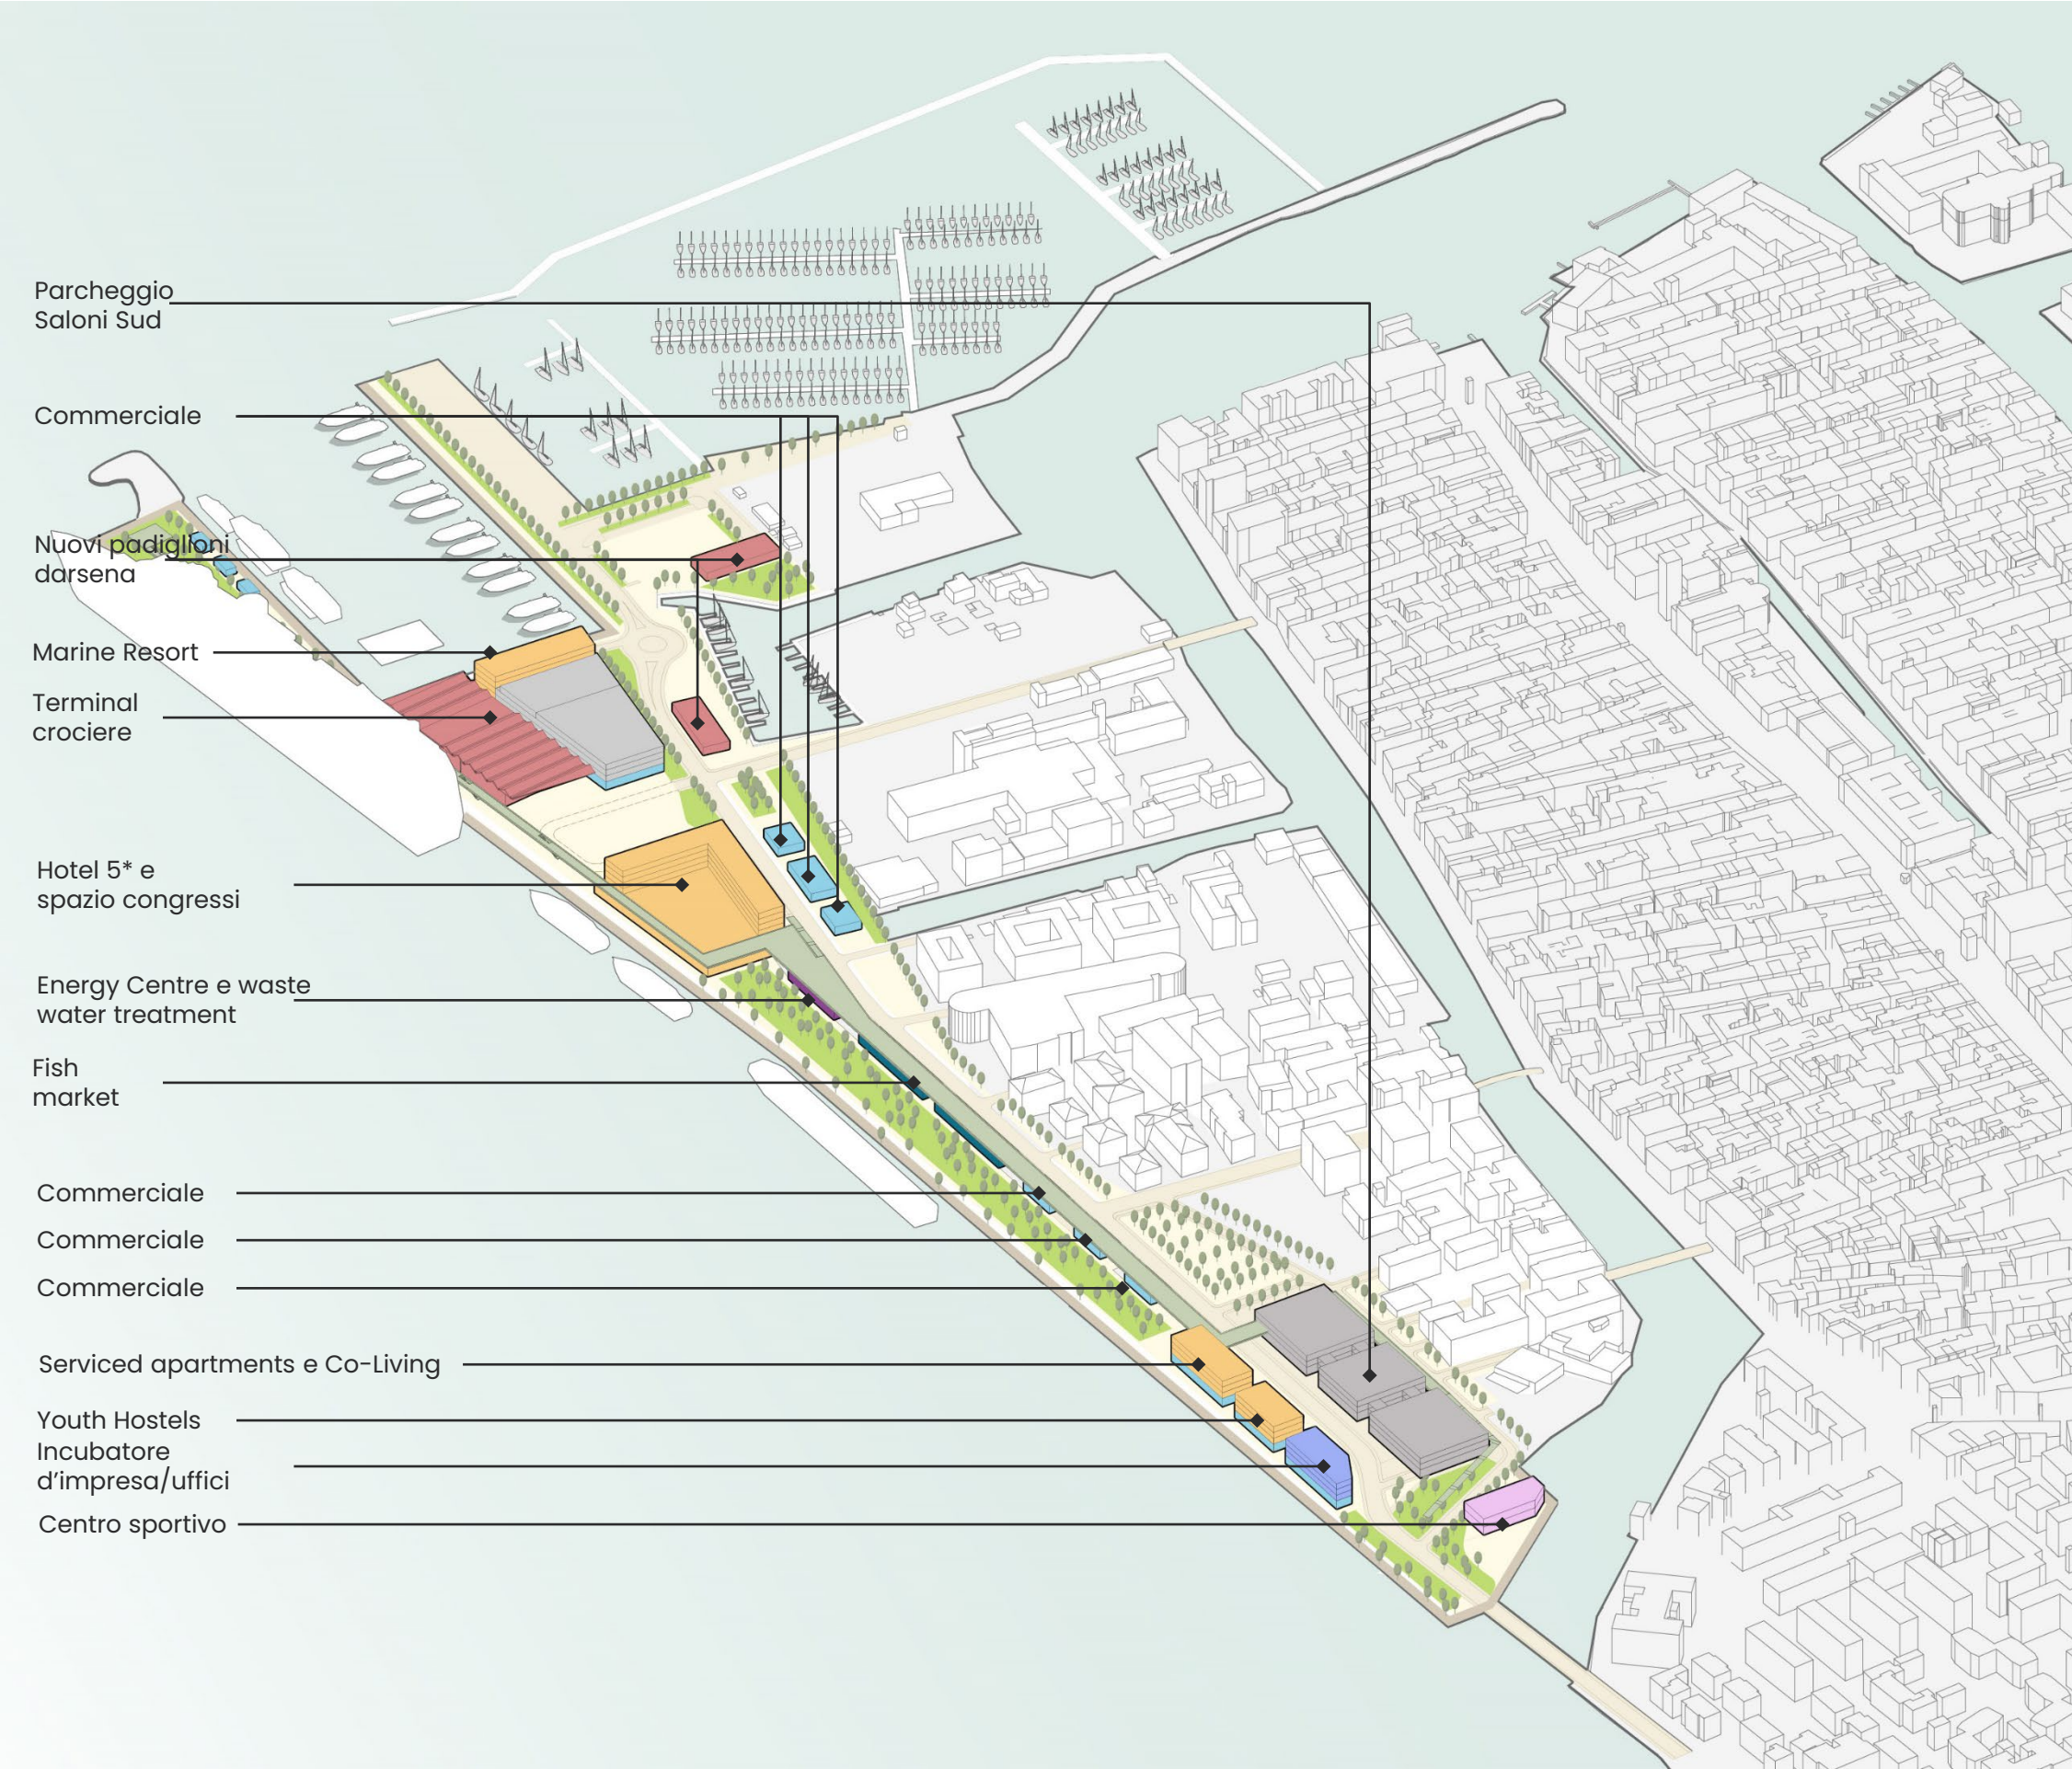 Parcheggio
Saloni Sud
Commerciale
Nuovi padiglioni
darsena
Marine Resort
Terminal
crociere
Hotel 5* e
spazio congressi
Energy Centre e waste
water treatment
Fish
market
Commerciale
Commerciale
Commerciale
Serviced apartments e Co-Living
Youth Hostels
Incubatore
d’impresa/uffici
Centro sportivo